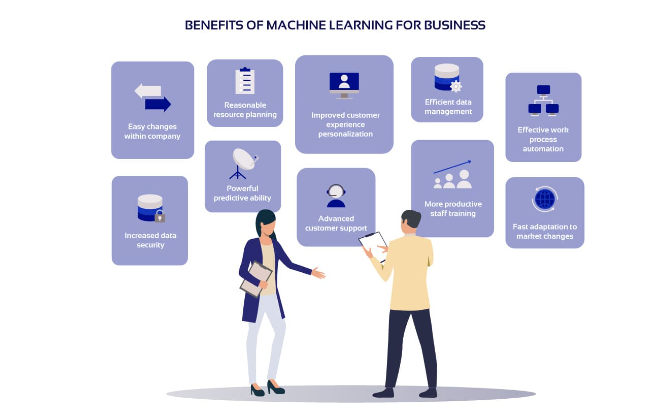 BENEFITS OF MACHINE LEARNING FOR BUSINESS
Easy changes
within company
Reasonable
resource planning
Improved customer
experience
personalization
Efficient data
management
Effective work
process
automation
Increased data
security
Powerful
predictive ability
Advanced
customer support
More productive
staff training
Fast adaptation to
market changes